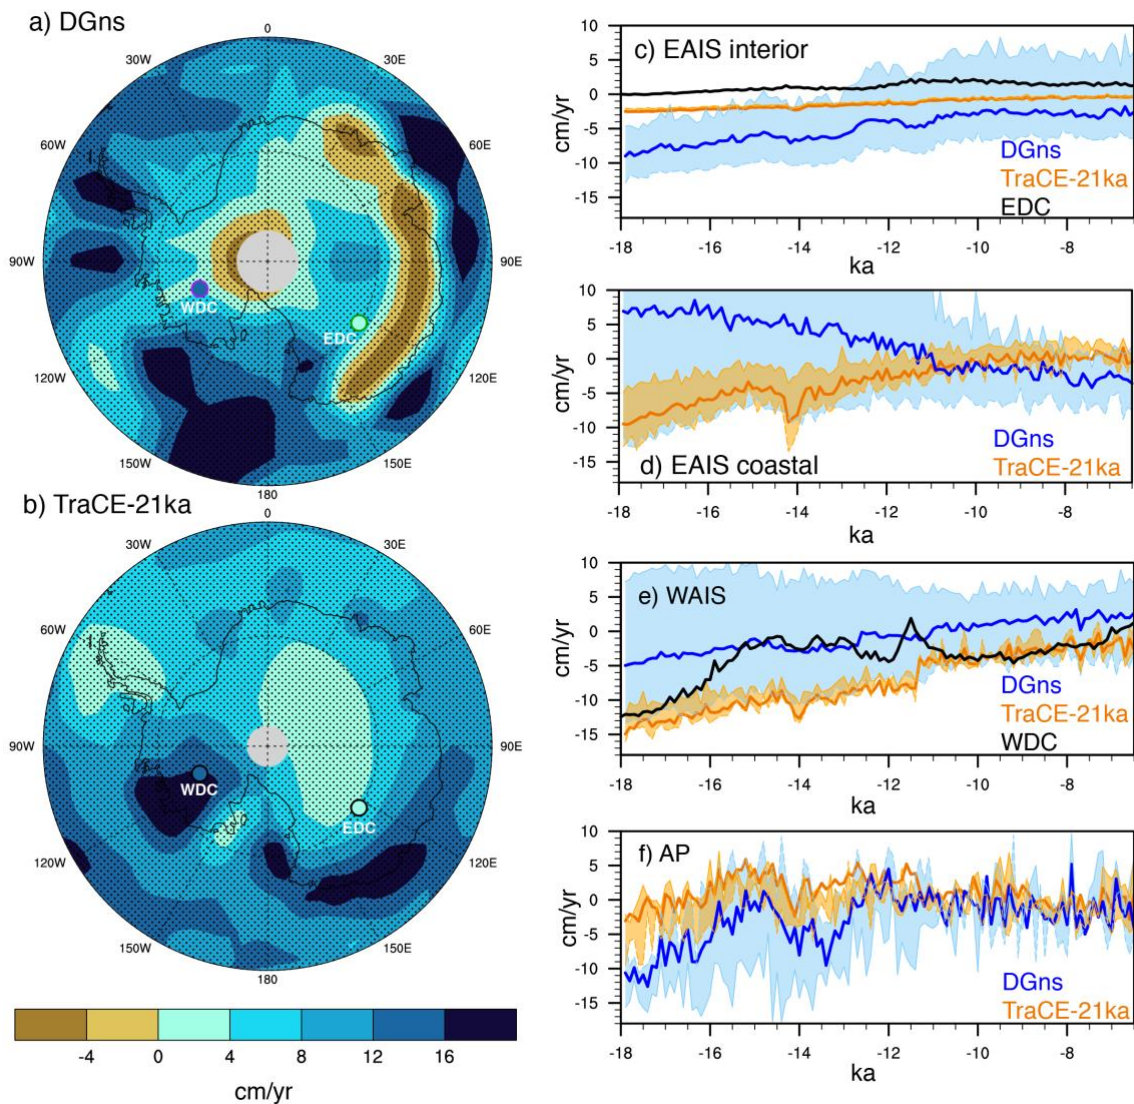 a) DGns
0
30W
30E
60W
60E
90W
90E
WDC
EDC
120W
120E
150W
150E
180
b) TraCE-21ka
0
30W
30E
60W
60E
90W
90E
WDC
EDC
120W
120E
150W
150E
180
-4 0 4 8 12 16
cm/yr
c) EAIS interior
10
5
0
-5
-10
-15
cm/yr
DGns
TraCE-21ka
EDC
-18 -16 -14 -12 -10 -8
ka
10
5
0
-5
-10
-15
cm/yr
DGns
TraCE-21ka
d) EAIS coastal
-18 -16 -14 -12 -10 -8
ka
e) WAIS
10
5
0
-5
-10
-15
cm/yr
DGns
TraCE-21ka
WDC
-18 -16 -14 -12 -10 -8
ka
f) AP
10
5
0
-5
-10
-15
cm/yr
DGns
TraCE-21ka
-18 -16 -14 -12 -10 -8
ka